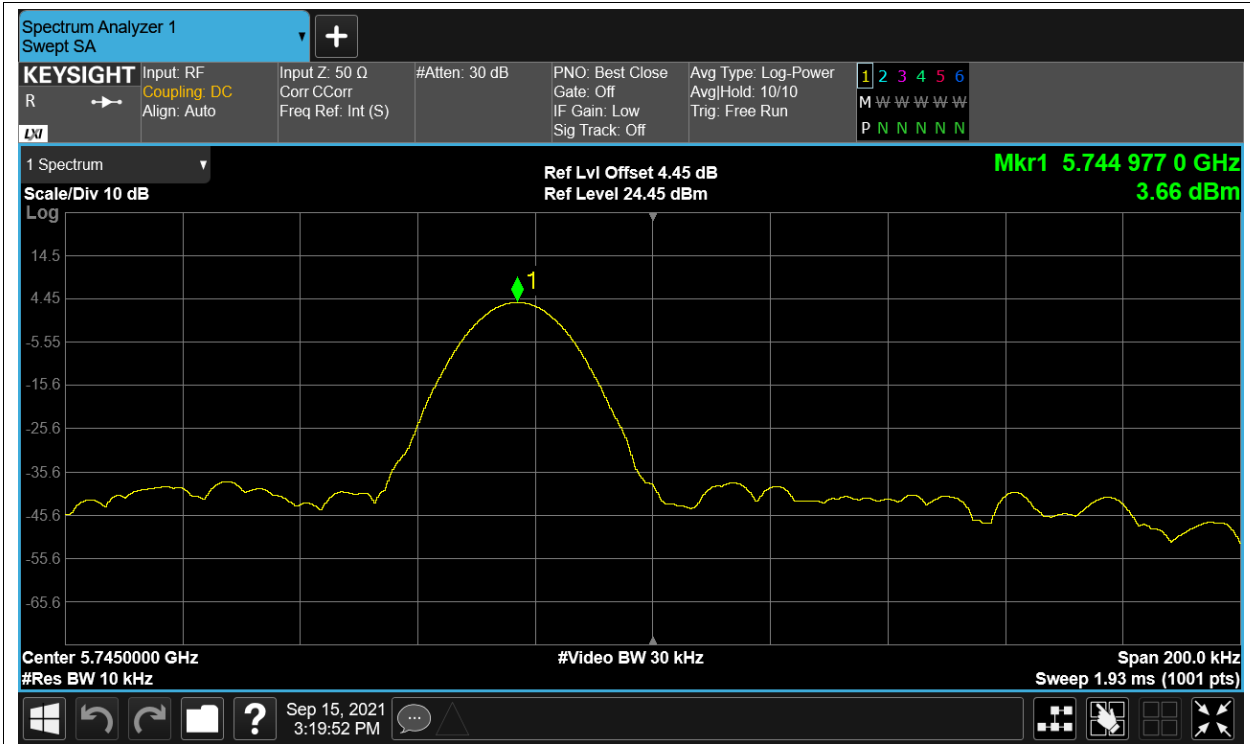 Spectrum Analyzer 1
Swept SA
+
KEYSIGHT
R
LXI
Input: RF
Coupling: DC
Align: Auto
Input Z: 50 Ω
Corr CCorr
Freq Ref: Int (S)
#Atten: 30 dB
PNO: Best Close
Gate: Off
IF Gain: Low
Sig Track: Off
Avg Type: Log-Power
Avg|Hold: 10/10
Trig: Free Run
1 2 3 4 5 6
M W W W W W
P N N N N N
1 Spectrum
Scale/Div 10 dB
Log
Ref Lvl Offset 4.45 dB
Ref Level 24.45 dBm
Mkr1 5.744 977 0 GHz
3.66 dBm
14.5
4.45
-5.55
-15.6
-25.6
-35.6
-45.6
-55.6
-65.6
1
Center 5.7450000 GHz
#Res BW 10 kHz
#Video BW 30 kHz
Span 200.0 kHz
Sweep 1.93 ms (1001 pts)
?
Sep 15, 2021
3:19:52 PM